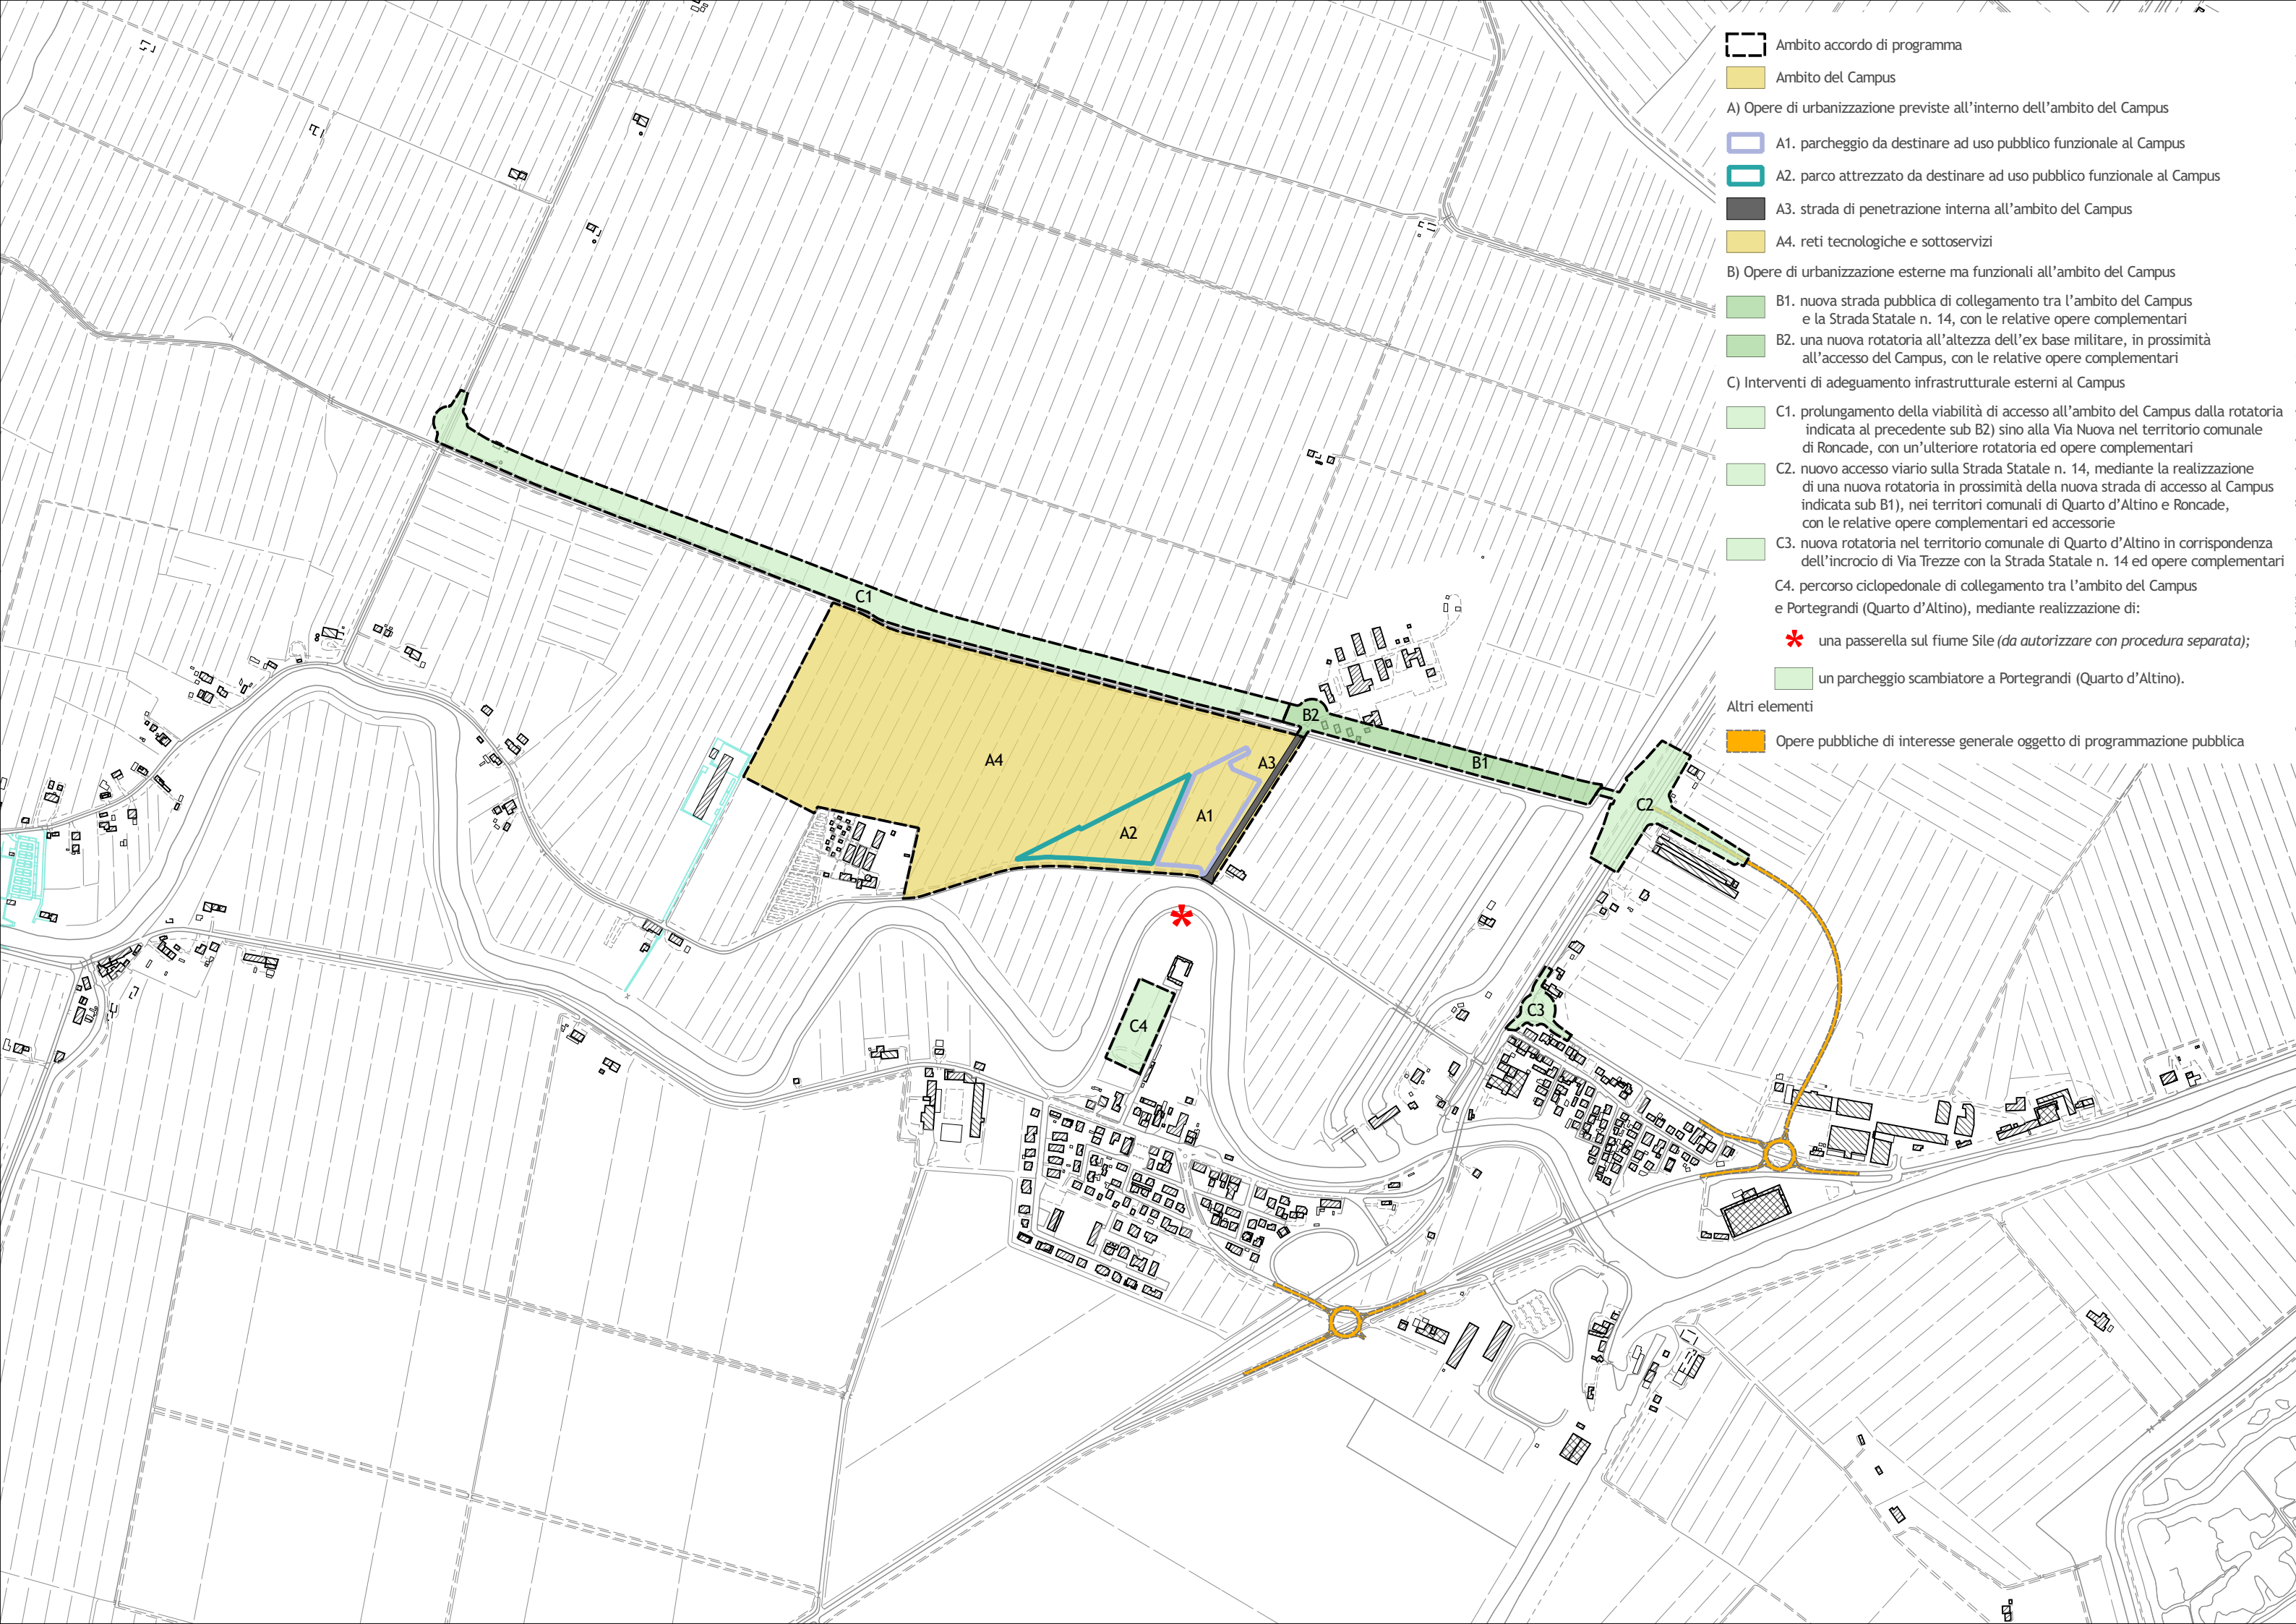 Ambito accordo di programma
Ambito del Campus
A) Opere di urbanizzazione previste all’interno dell’ambito del Campus
A1. parcheggio da destinare ad uso pubblico funzionale al Campus
A2. parco attrezzato da destinare ad uso pubblico funzionale al Campus
A3. strada di penetrazione interna all’ambito del Campus
A4. reti tecnologiche e sottoservizi
B) Opere di urbanizzazione esterne ma funzionali all’ambito del Campus
B1. nuova strada pubblica di collegamento tra l’ambito del Campus
e la Strada Statale n. 14, con le relative opere complementari
B2. una nuova rotatoria all’altezza dell’ex base militare, in prossimità
all’accesso del Campus, con le relative opere complementari
C) Interventi di adeguamento infrastrutturale esterni al Campus
C1. prolungamento della viabilità di accesso all’ambito del Campus dalla rotatoria
indicata al precedente sub B2) sino alla Via Nuova nel territorio comunale
di Roncade, con un’ulteriore rotatoria ed opere complementari
C2. nuovo accesso viario sulla Strada Statale n. 14, mediante la realizzazione
di una nuova rotatoria in prossimità della nuova strada di accesso al Campus
indicata sub B1), nei territori comunali di Quarto d’Altino e Roncade,
con le relative opere complementari ed accessorie
C3. nuova rotatoria nel territorio comunale di Quarto d’Altino in corrispondenza
dell’incrocio di Via Trezze con la Strada Statale n. 14 ed opere complementari
C4. percorso ciclopedonale di collegamento tra l’ambito del Campus
e Portegrandi (Quarto d’Altino), mediante realizzazione di:
* una passerella sul fiume Sile (da autorizzare con procedura separata);
un parcheggio scambiatore a Portegrandi (Quarto d’Altino).
Altri elementi
Opere pubbliche di interesse generale oggetto di programmazione pubblica
C1
B2
A4
A3
B1
C2
A1
A2
*
C3
C4